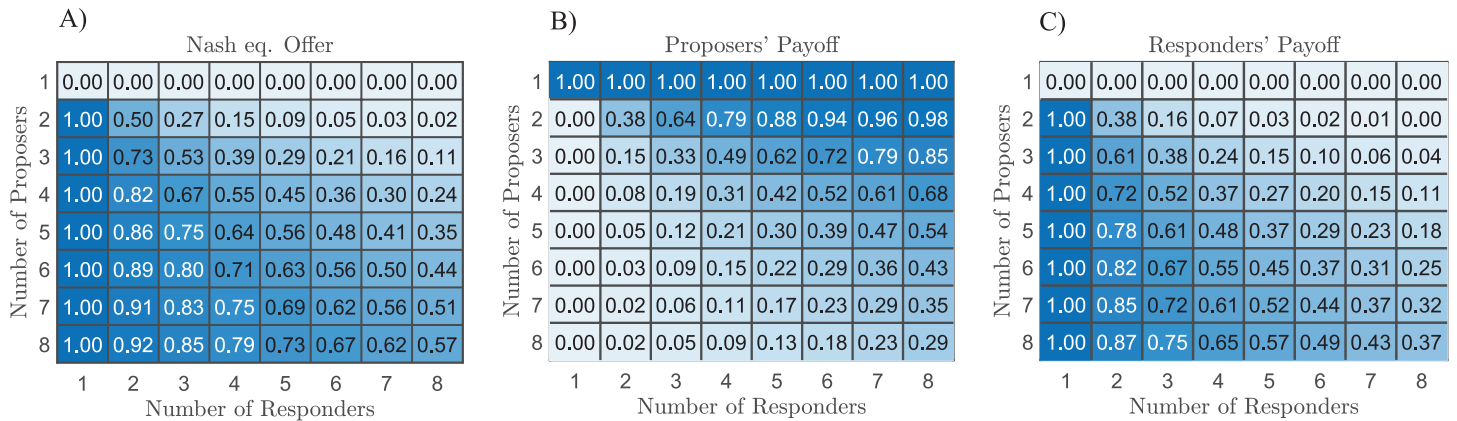 A)
Nash eq. Offer
Number of Proposers
1 0.00 0.00 0.00 0.00 0.00 0.00 0.00 0.00
2 1.00 0.50 0.27 0.15 0.09 0.05 0.03 0.02
3 1.00 0.73 0.53 0.39 0.29 0.21 0.16 0.11
4 1.00 0.82 0.67 0.55 0.45 0.36 0.30 0.24
5 1.00 0.86 0.75 0.64 0.56 0.48 0.41 0.35
6 1.00 0.89 0.80 0.71 0.63 0.56 0.50 0.44
7 1.00 0.91 0.83 0.75 0.69 0.62 0.56 0.51
8 1.00 0.92 0.85 0.79 0.73 0.67 0.62 0.57
1 2 3 4 5 6 7 8
Number of Responders
B)
Proposers' Payoff
Number of Proposers
1 1.00 1.00 1.00 1.00 1.00 1.00 1.00 1.00
2 0.00 0.38 0.64 0.79 0.88 0.94 0.96 0.98
3 0.00 0.15 0.33 0.49 0.62 0.72 0.79 0.85
4 0.00 0.08 0.19 0.31 0.42 0.52 0.61 0.68
5 0.00 0.05 0.12 0.21 0.30 0.39 0.47 0.54
6 0.00 0.03 0.09 0.15 0.22 0.29 0.36 0.43
7 0.00 0.02 0.06 0.11 0.17 0.23 0.29 0.35
8 0.00 0.02 0.05 0.09 0.13 0.18 0.23 0.29
1 2 3 4 5 6 7 8
Number of Responders
C)
Responders' Payoff
Number of Proposers
1 0.00 0.00 0.00 0.00 0.00 0.00 0.00 0.00
2 1.00 0.38 0.16 0.07 0.03 0.02 0.01 0.00
3 1.00 0.61 0.38 0.24 0.15 0.10 0.06 0.04
4 1.00 0.72 0.52 0.37 0.27 0.20 0.15 0.11
5 1.00 0.78 0.61 0.48 0.37 0.29 0.23 0.18
6 1.00 0.82 0.67 0.55 0.45 0.37 0.31 0.25
7 1.00 0.85 0.72 0.61 0.52 0.44 0.37 0.32
8 1.00 0.87 0.75 0.65 0.57 0.49 0.43 0.37
1 2 3 4 5 6 7 8
Number of Responders